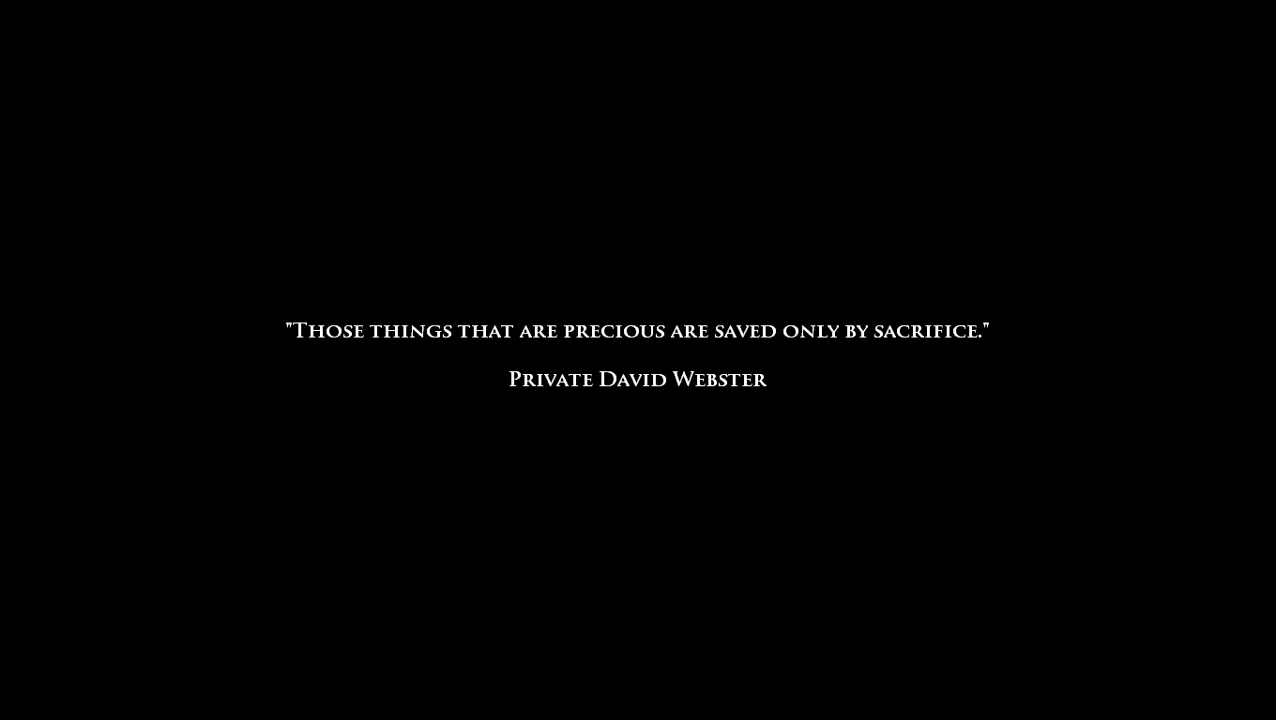 "Those things that are precious are saved only by sacrifice."
Private David Webster